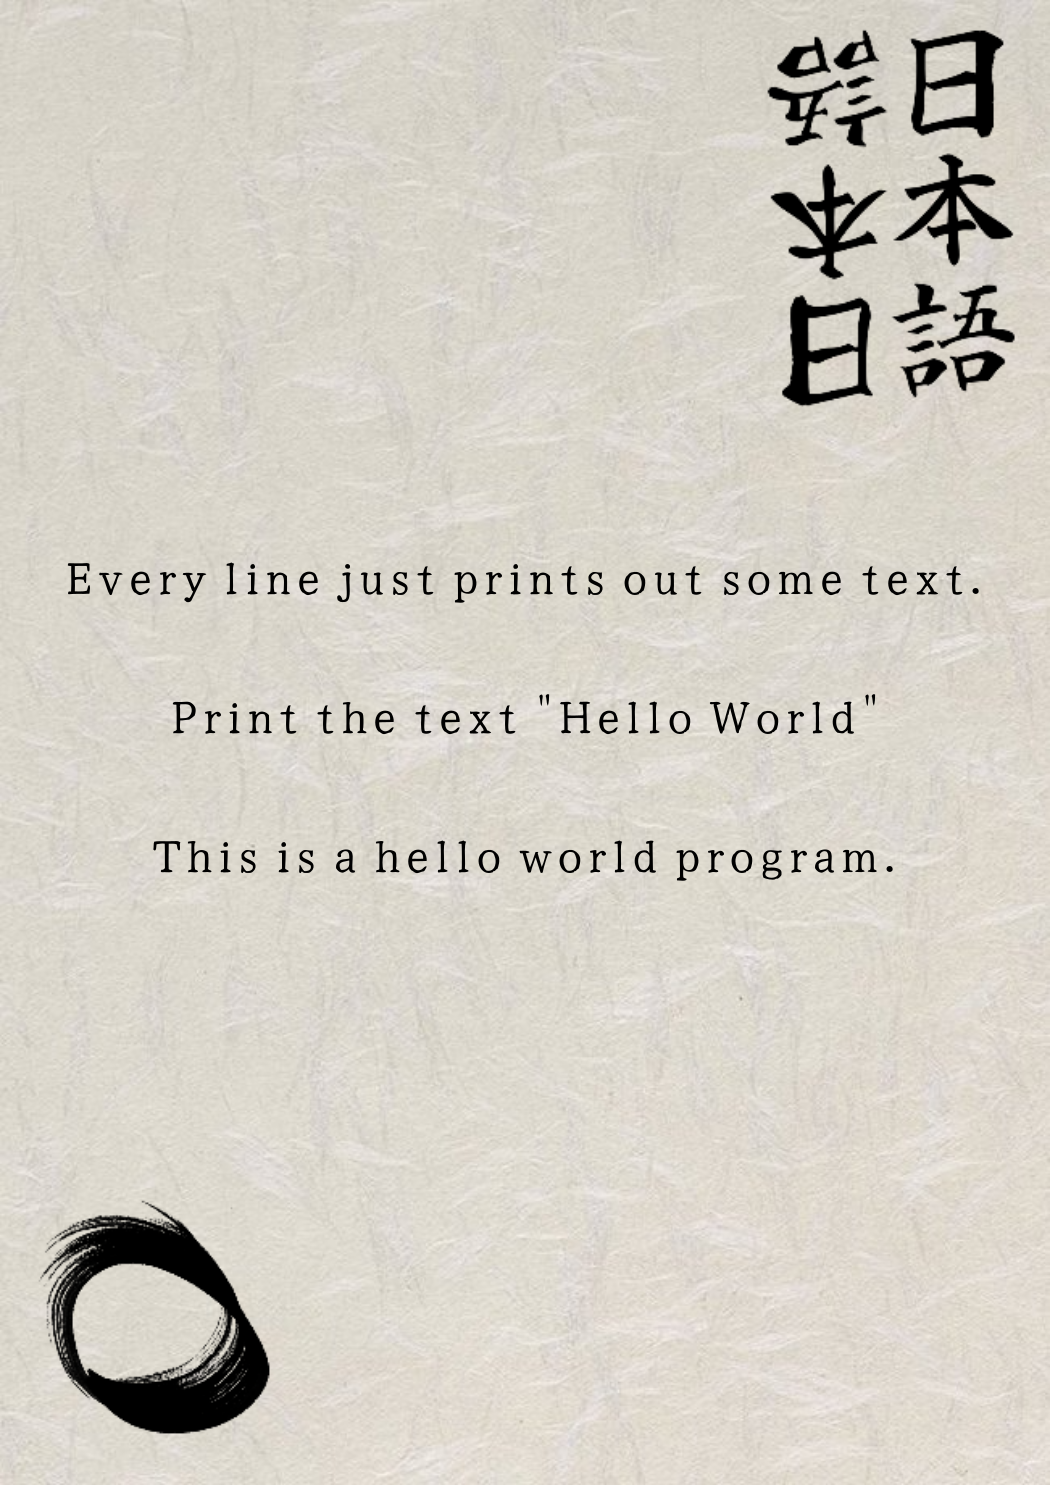 日本語
日本語
Every line just prints out some text.
Print the text "Hello World"
This is a hello world program.